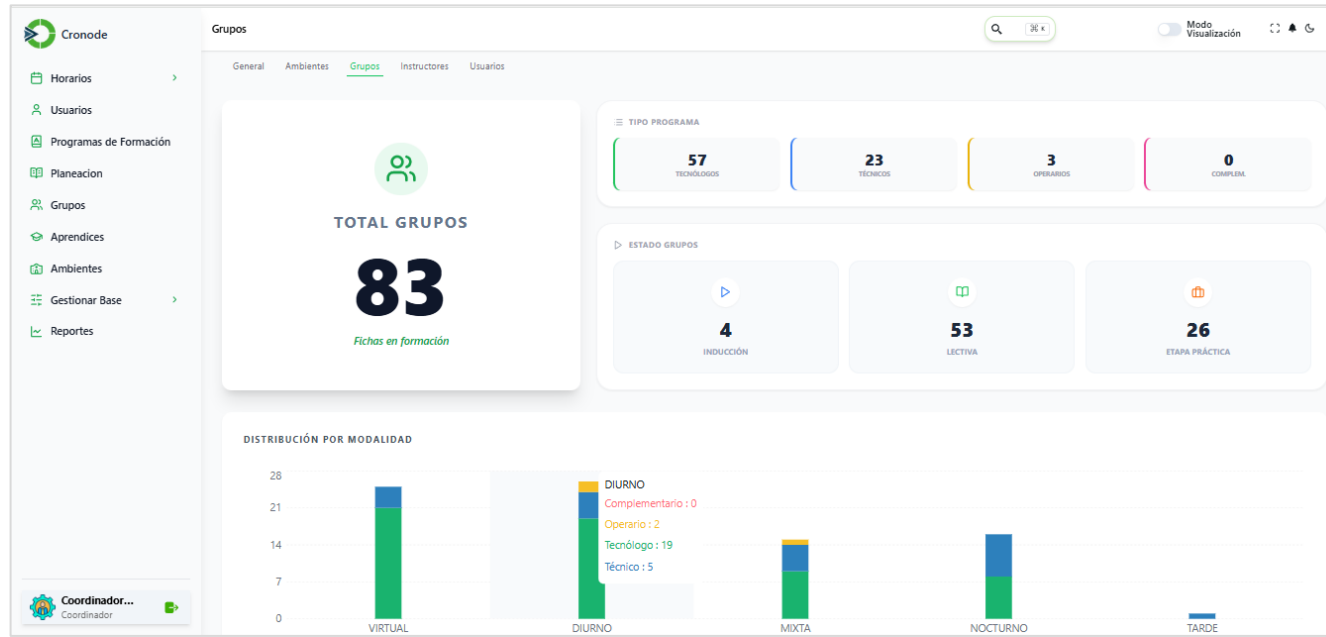 Cronode
Grupos
⌘ K
Modo
Visualización
Horarios
Usuarios
Programas de Formación
Planeacion
Grupos
Aprendices
Ambientes
Gestionar Base
Reportes
Coordinador...
Coordinador
General Ambientes Grupos Instructores Usuarios
TOTAL GRUPOS
83
Fichas en formación
TIPO PROGRAMA
57
TECNÓLOGOS
23
TÉCNICOS
3
OPERARIOS
0
COMPLEM.
ESTADO GRUPOS
4
INDUCCIÓN
53
LECTIVA
26
ETAPA PRÁCTICA
DISTRIBUCIÓN POR MODALIDAD
28
21
14
7
0
DIURNO
Complementario : 0
Operario : 2
Tecnólogo : 19
Técnico : 5
VIRTUAL DIURNO MIXTA NOCTURNO TARDE